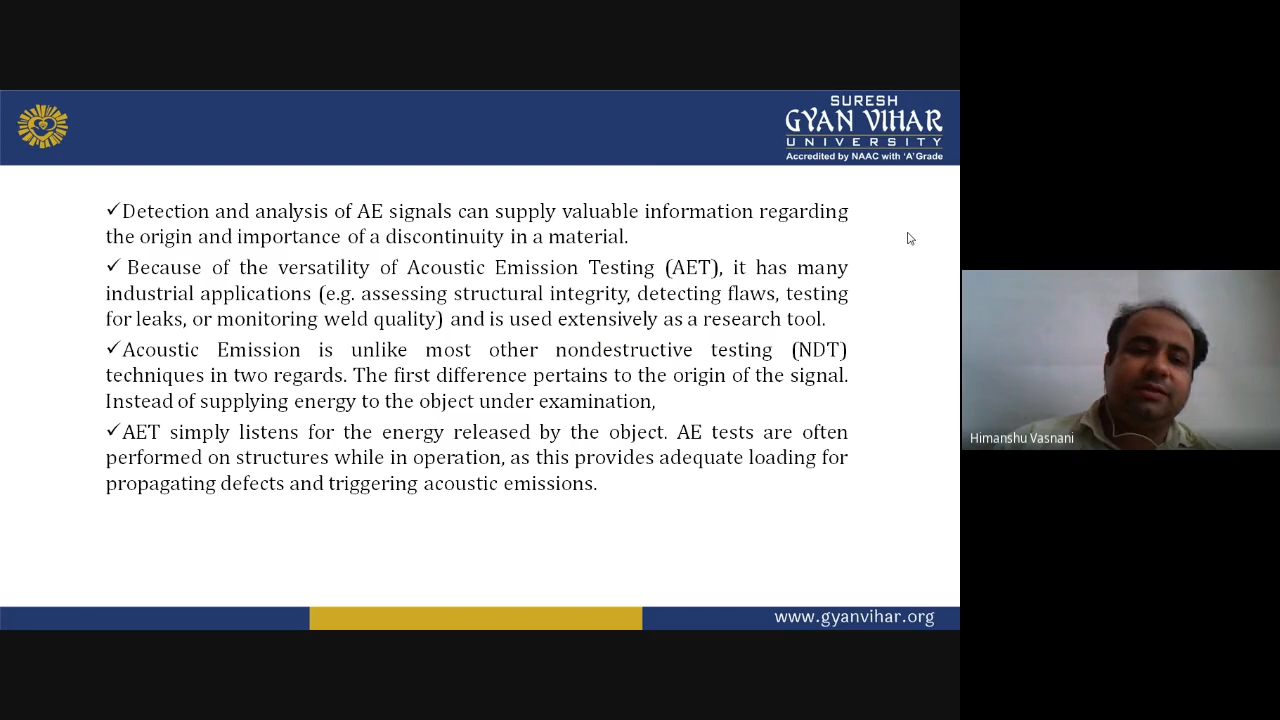 SURESH
GYAN VIHAR
UNIVERSITY
Accredited by NAAC with 'A' Grade
✓Detection and analysis of AE signals can supply valuable information regarding
the origin and importance of a discontinuity in a material.
✓ Because of the versatility of Acoustic Emission Testing (AET), it has many
industrial applications (e.g. assessing structural integrity, detecting flaws, testing
for leaks, or monitoring weld quality) and is used extensively as a research tool.
✓Acoustic Emission is unlike most other nondestructive testing (NDT)
techniques in two regards. The first difference pertains to the origin of the signal.
Instead of supplying energy to the object under examination,
✓AET simply listens for the energy released by the object. AE tests are often
performed on structures while in operation, as this provides adequate loading for
propagating defects and triggering acoustic emissions.
Himanshu Vasnani
www.gyanvihar.org